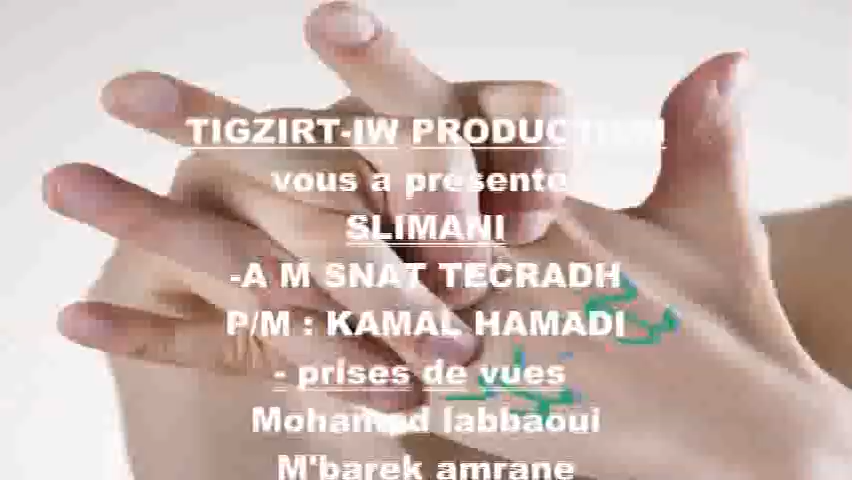 TIGZIRT-IW PRODUCTION
vous a presente
SLIMANI
-A M SNAT TECRADH
P/M : KAMAL HAMADI
- prises de vues
Mohamed labbaoui
M'barek amrane